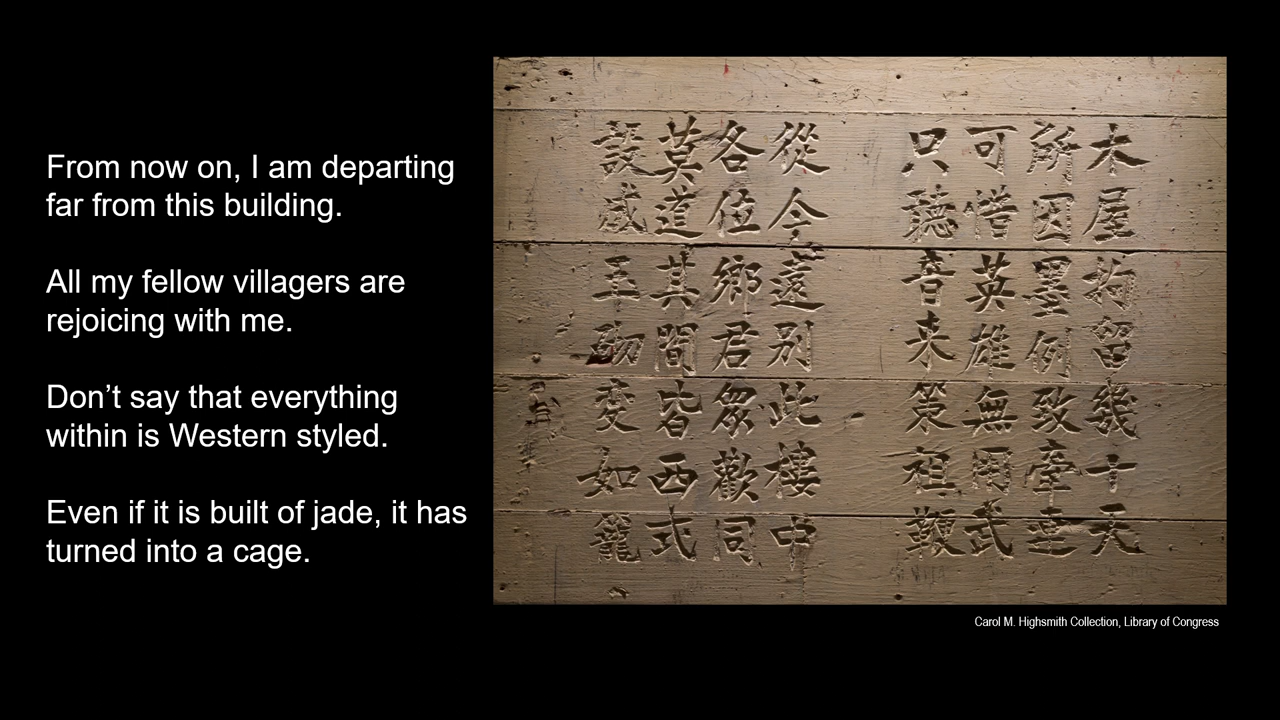 From now on, I am departing
far from this building.
All my fellow villagers are
rejoicing with me.
Don’t say that everything
within is Western styled.
Even if it is built of jade, it has
turned into a cage.
木屋拘留幾十天
所因墨例致牽連
可惜英雄無用武
只聽音来策祖鞭
從今遠別此樓中
各位鄉君眾歡同
莫道其間皆西式
設成玉砌變如籠
Carol M. Highsmith Collection, Library of Congress